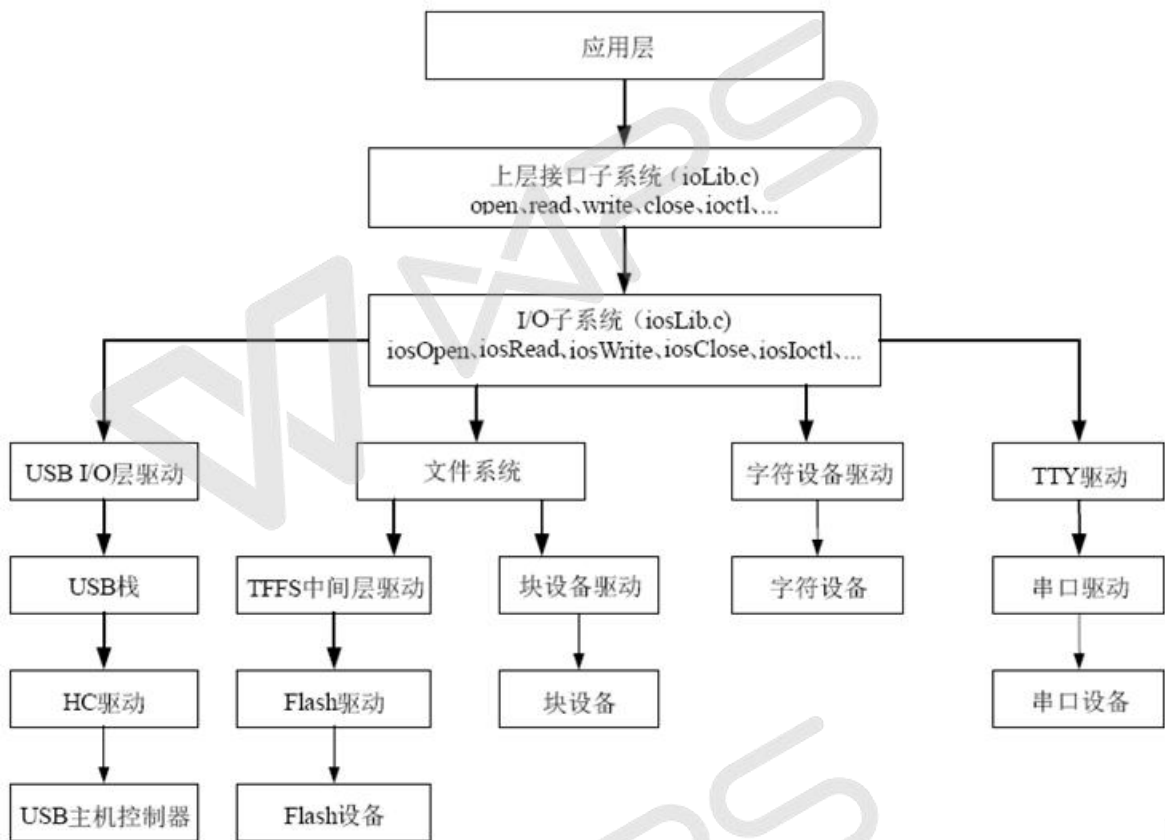 应用层
上层接口子系统（ioLib.c)
open、read、write、close、ioctl、...
I/O子系统（iosLib.c)
iosOpen、iosRead、iosWrite、iosClose、iosIoctl、...
USB I/O层驱动
文件系统
字符设备驱动
TTY驱动
USB栈
TFFS中间层驱动
块设备驱动
字符设备
串口驱动
HC驱动
Flash驱动
块设备
串口设备
USB主机控制器
Flash设备
WPS